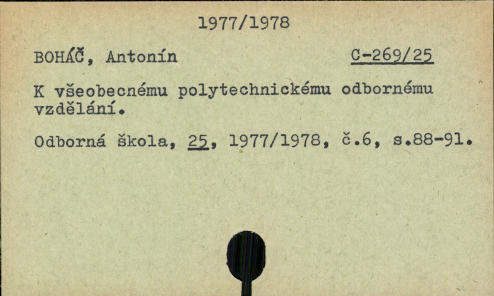 1977/1978
BOHÁČ, Antonín C-269/25
K všeobecnému polytechnickému odbornému
vzdělání.
Odborná škola, 25, 1977/1978, č.6, s.88-91.